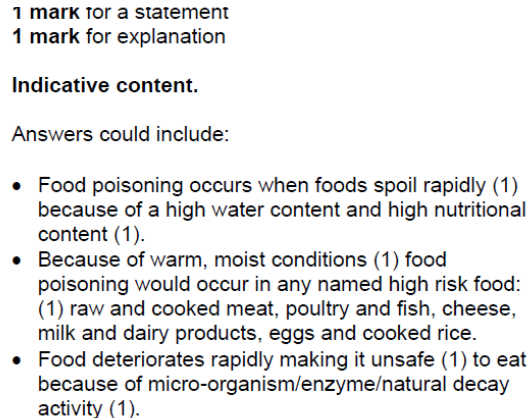 1 mark for a statement
1 mark for explanation
Indicative content.
Answers could include:
• Food poisoning occurs when foods spoil rapidly (1)
because of a high water content and high nutritional
content (1).
• Because of warm, moist conditions (1) food
poisoning would occur in any named high risk food:
(1) raw and cooked meat, poultry and fish, cheese,
milk and dairy products, eggs and cooked rice.
• Food deteriorates rapidly making it unsafe (1) to eat
because of micro-organism/enzyme/natural decay
activity (1).